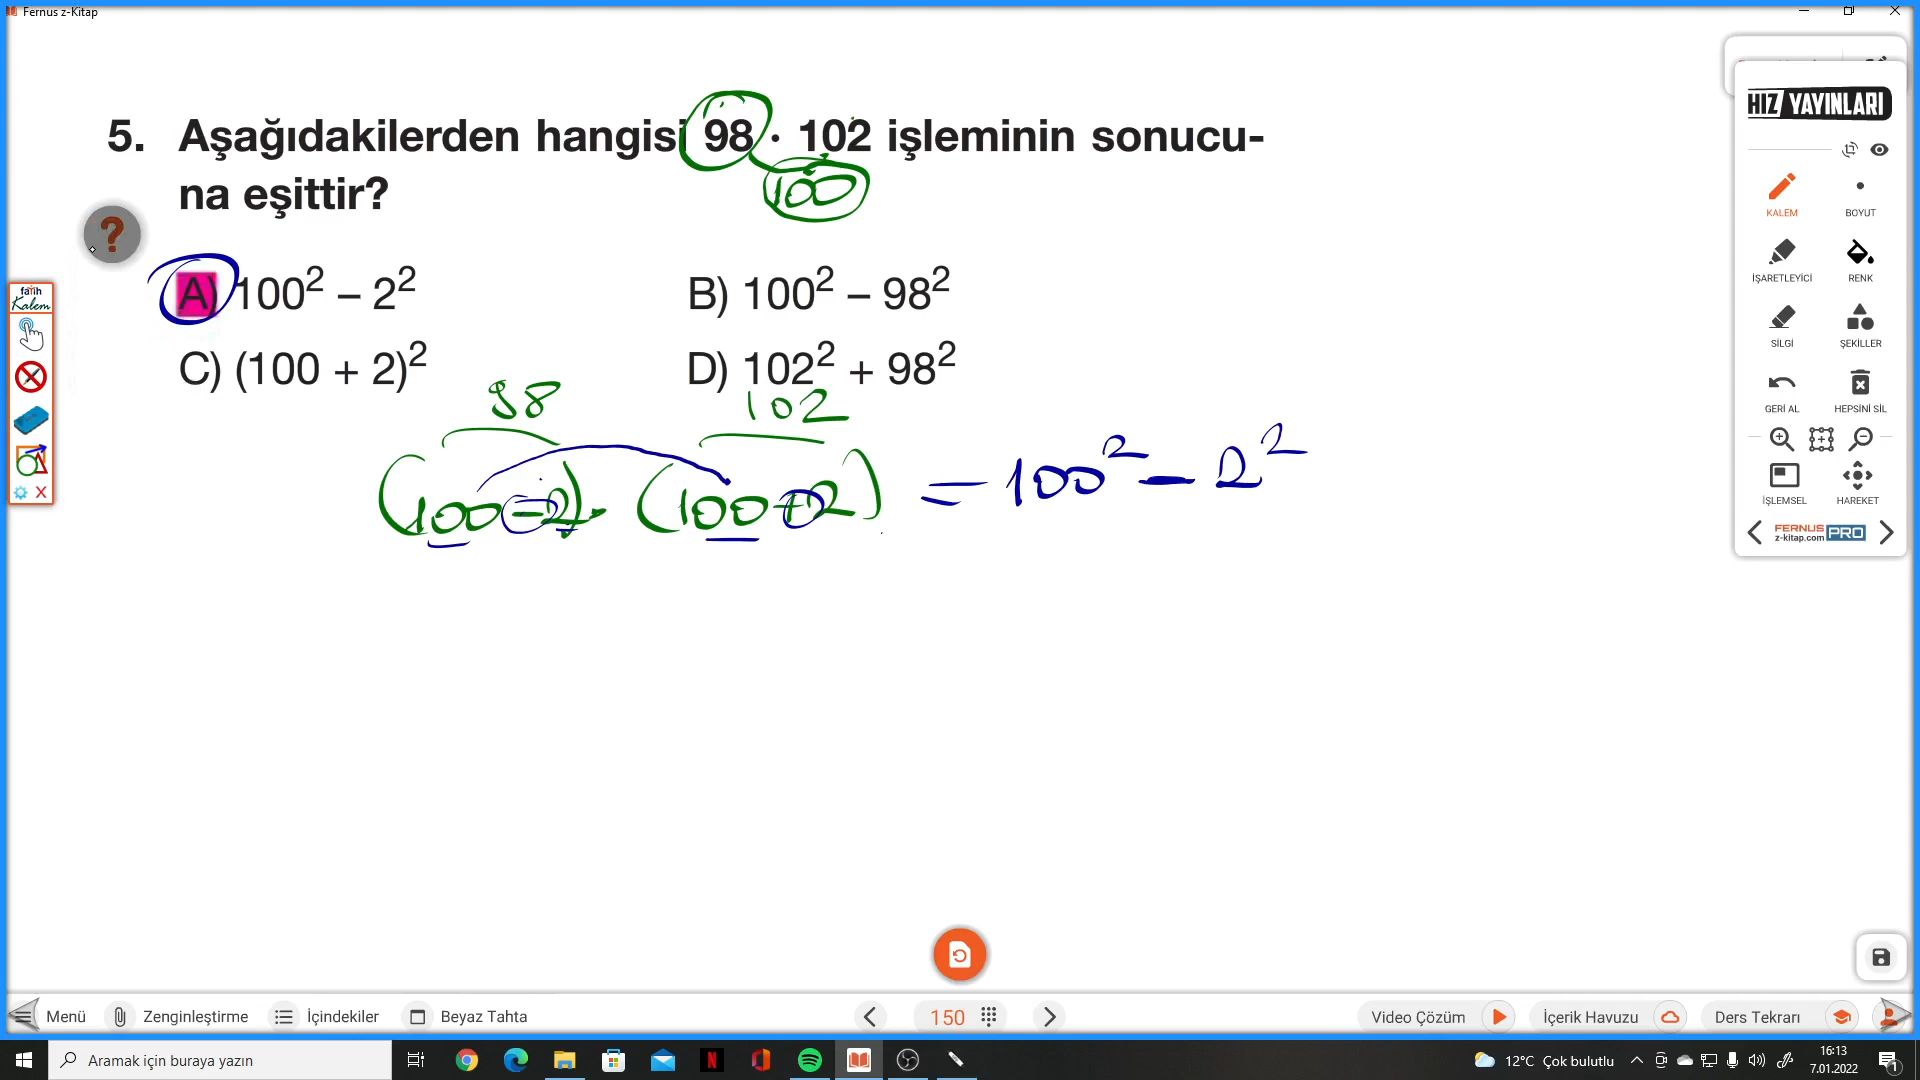 Fernus z-Kitap
5. Aşağıdakilerden hangisi 98 · 102 işleminin sonucu-
100
na eşittir?
A) 100² – 2²
B) 100² – 98²
C) (100 + 2)²
D) 102² + 98²
98
102
(100-2) · (100+2) = 100² - 2²
fatih
Kalem
X
HIZ YAYINLARI
KALEM
BOYUT
İŞARETLEYİCİ
RENK
SİLGİ
ŞEKİLLER
GERİ AL
HEPSİNİ SİL
İŞLEMSEL
HAREKET
FERNUS
z-kitap.com PRO
Menü
Zenginleştirme
İçindekiler
Beyaz Tahta
150
Video Çözüm
İçerik Havuzu
Ders Tekrarı
Aramak için buraya yazın
12°C Çok bulutlu
16:13
7.01.2022
1